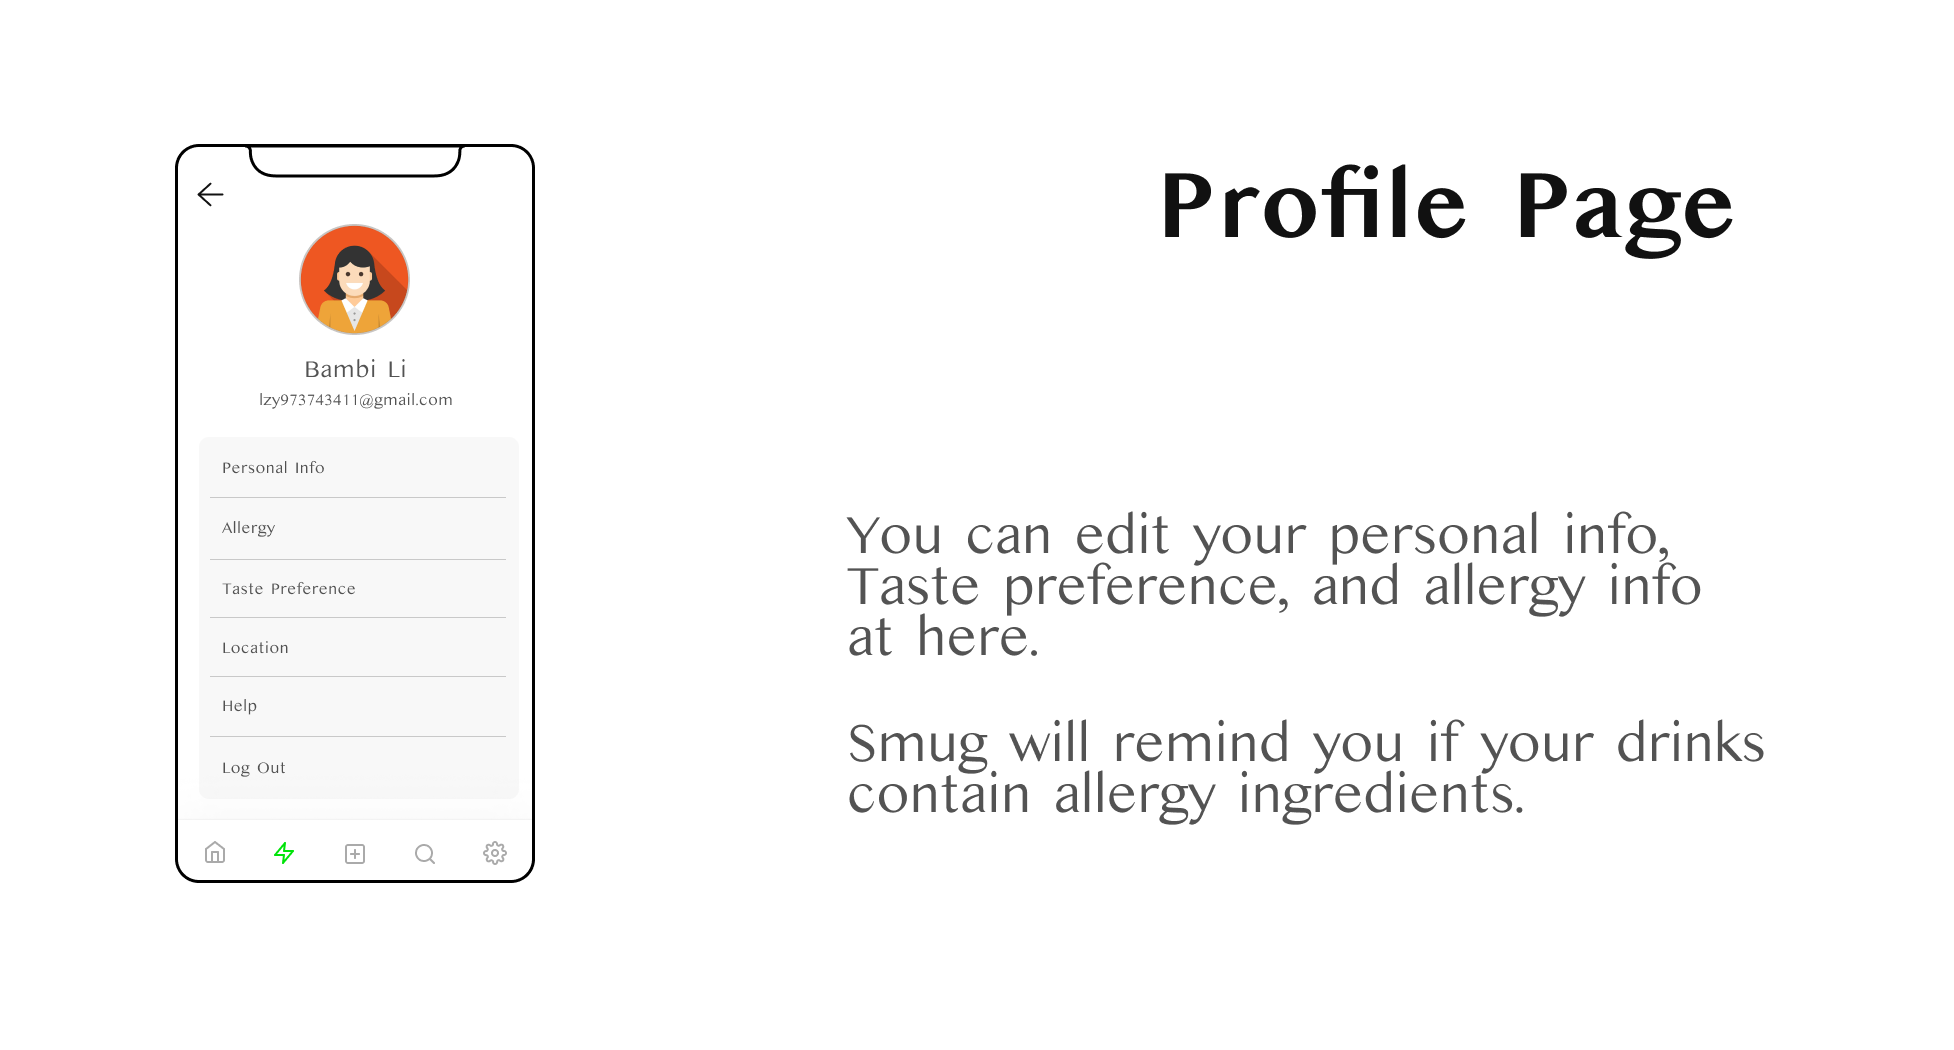 Profile Page
Bambi Li
lzy973743411@gmail.com
Personal Info
Allergy
Taste Preference
Location
Help
Log Out
You can edit your personal info,
Taste preference, and allergy info
at here.
Smug will remind you if your drinks
contain allergy ingredients.